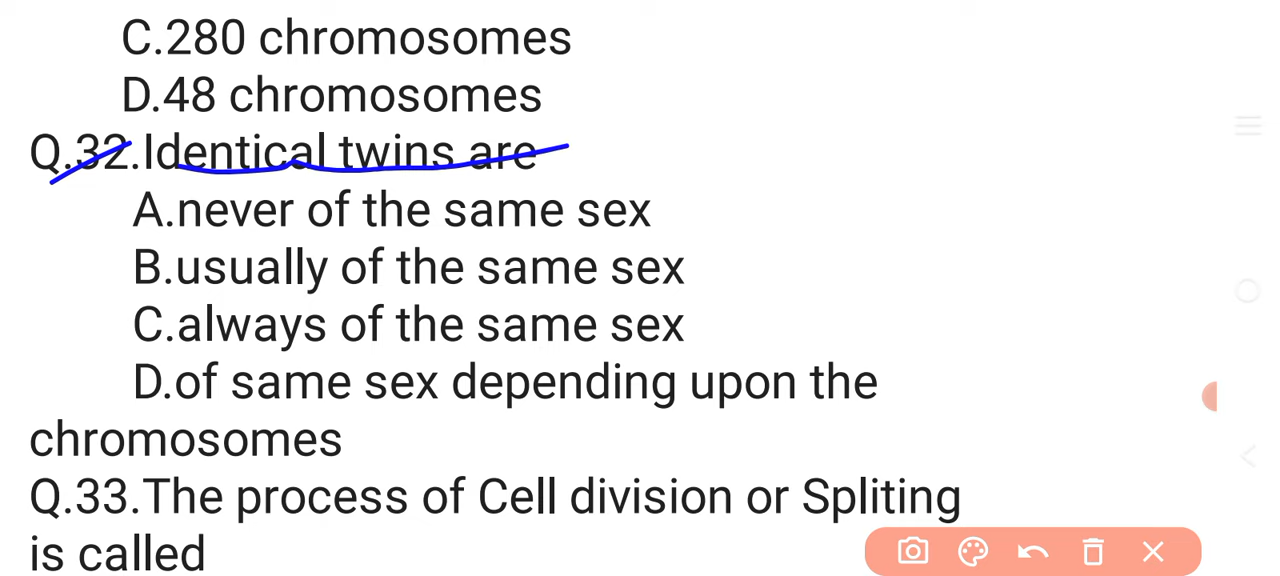 C.280 chromosomes
D.48 chromosomes
Q.32.Identical twins are
A.never of the same sex
B.usually of the same sex
C.always of the same sex
D.of same sex depending upon the
chromosomes
Q.33.The process of Cell division or Spliting
is called